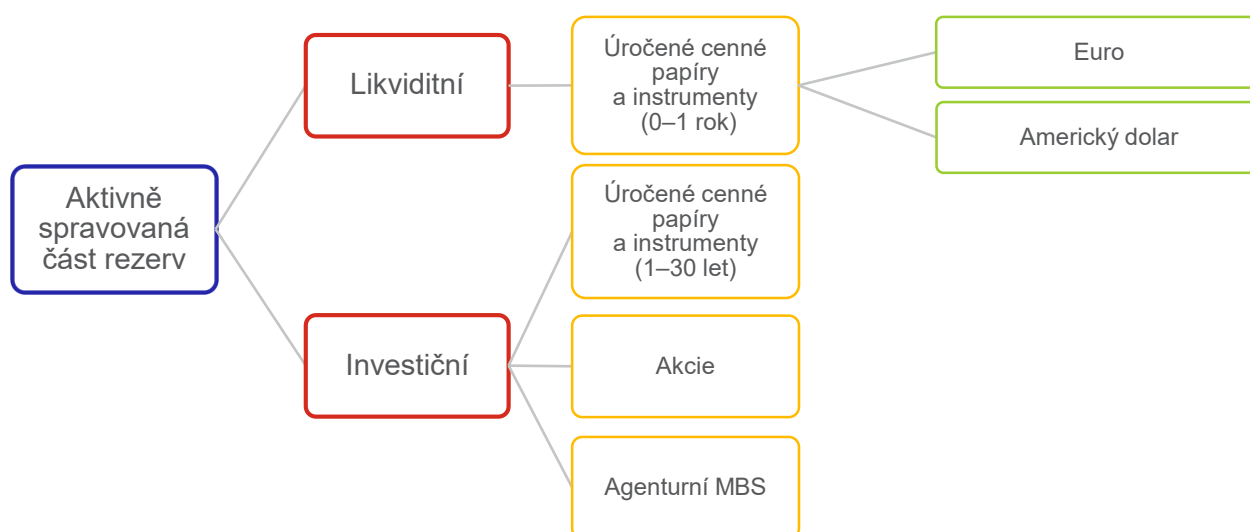 Aktivně
spravovaná
část rezerv
Likviditní
Úročené cenné
papíry
a instrumenty
(0–1 rok)
Euro
Americký dolar
Investiční
Úročené cenné
papíry
a instrumenty
(1–30 let)
Akcie
Agenturní MBS